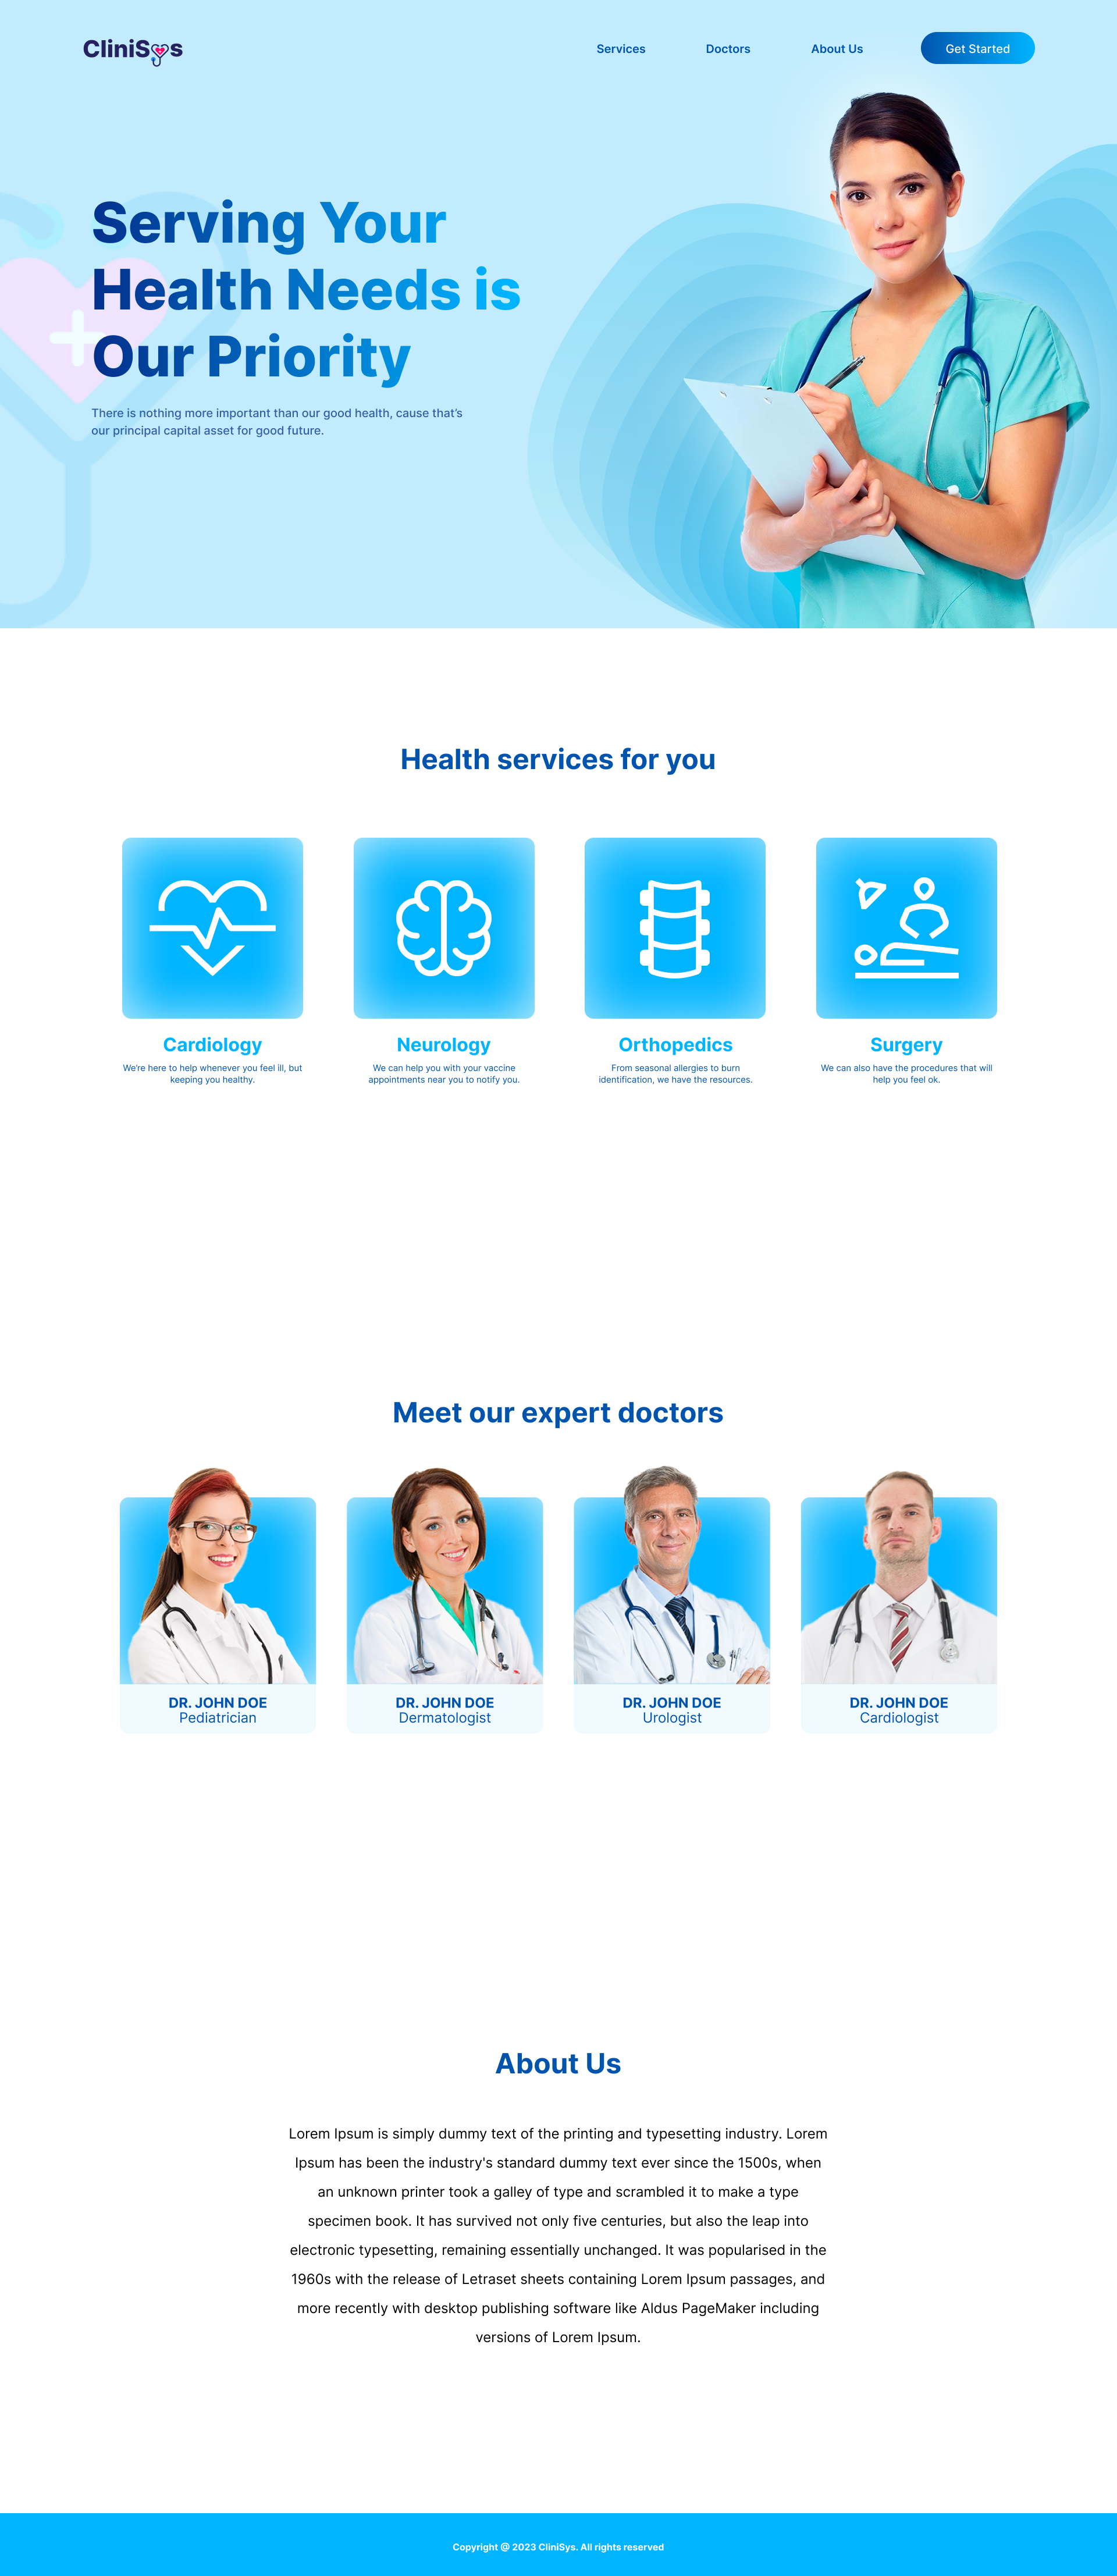 CliniSys
Services
Doctors
About Us
Get Started
Serving Your
Health Needs is
Our Priority
There is nothing more important than our good health, cause that's
our principal capital asset for good future.
Health services for you
Cardiology
We're here to help whenever you feel ill, but
keeping you healthy.
Neurology
We can help you with your vaccine
appointments near you to notify you.
Orthopedics
From seasonal allergies to burn
identification, we have the resources.
Surgery
We can also have the procedures that will
help you feel ok.
Meet our expert doctors
DR. JOHN DOE
Pediatrician
DR. JOHN DOE
Dermatologist
DR. JOHN DOE
Urologist
DR. JOHN DOE
Cardiologist
About Us
Lorem Ipsum is simply dummy text of the printing and typesetting industry. Lorem
Ipsum has been the industry's standard dummy text ever since the 1500s, when
an unknown printer took a galley of type and scrambled it to make a type
specimen book. It has survived not only five centuries, but also the leap into
electronic typesetting, remaining essentially unchanged. It was popularised in the
1960s with the release of Letraset sheets containing Lorem Ipsum passages, and
more recently with desktop publishing software like Aldus PageMaker including
versions of Lorem Ipsum.
Copyright @ 2023 CliniSys. All rights reserved